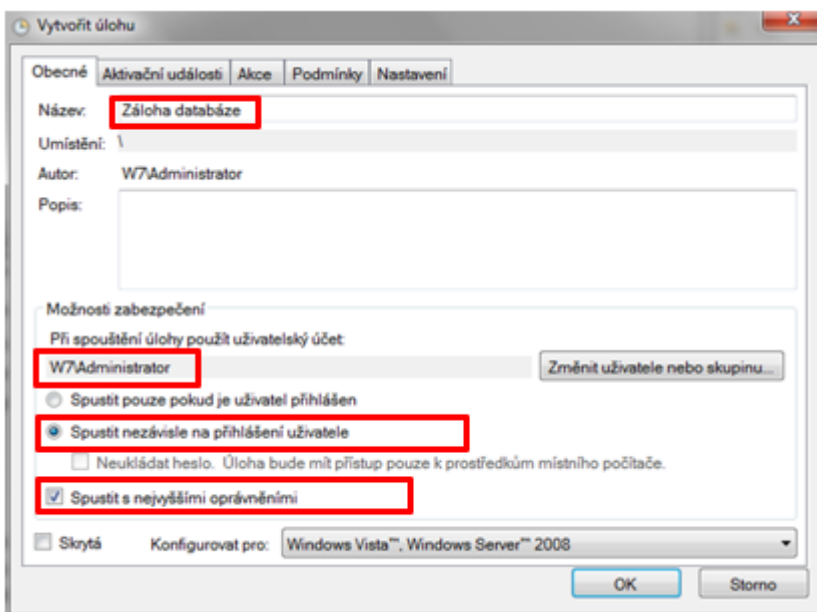 Vytvořit úlohu
Obecné Aktivační události Akce Podmínky Nastavení
Název: Záloha databáze
Umístění: \
Autor: W7\Administrator
Popis:
Možnosti zabezpečení
Při spouštění úlohy použít uživatelský účet:
W7\Administrator Změnit uživatele nebo skupinu...
Spustit pouze pokud je uživatel přihlášen
Spustit nezávisle na přihlášení uživatele
Neukládat heslo. Úloha bude mít přístup pouze k prostředkům místního počítače.
Spustit s nejvyššími oprávněními
Skrytá Konfigurovat pro: Windows Vista™, Windows Server™ 2008
OK Storno